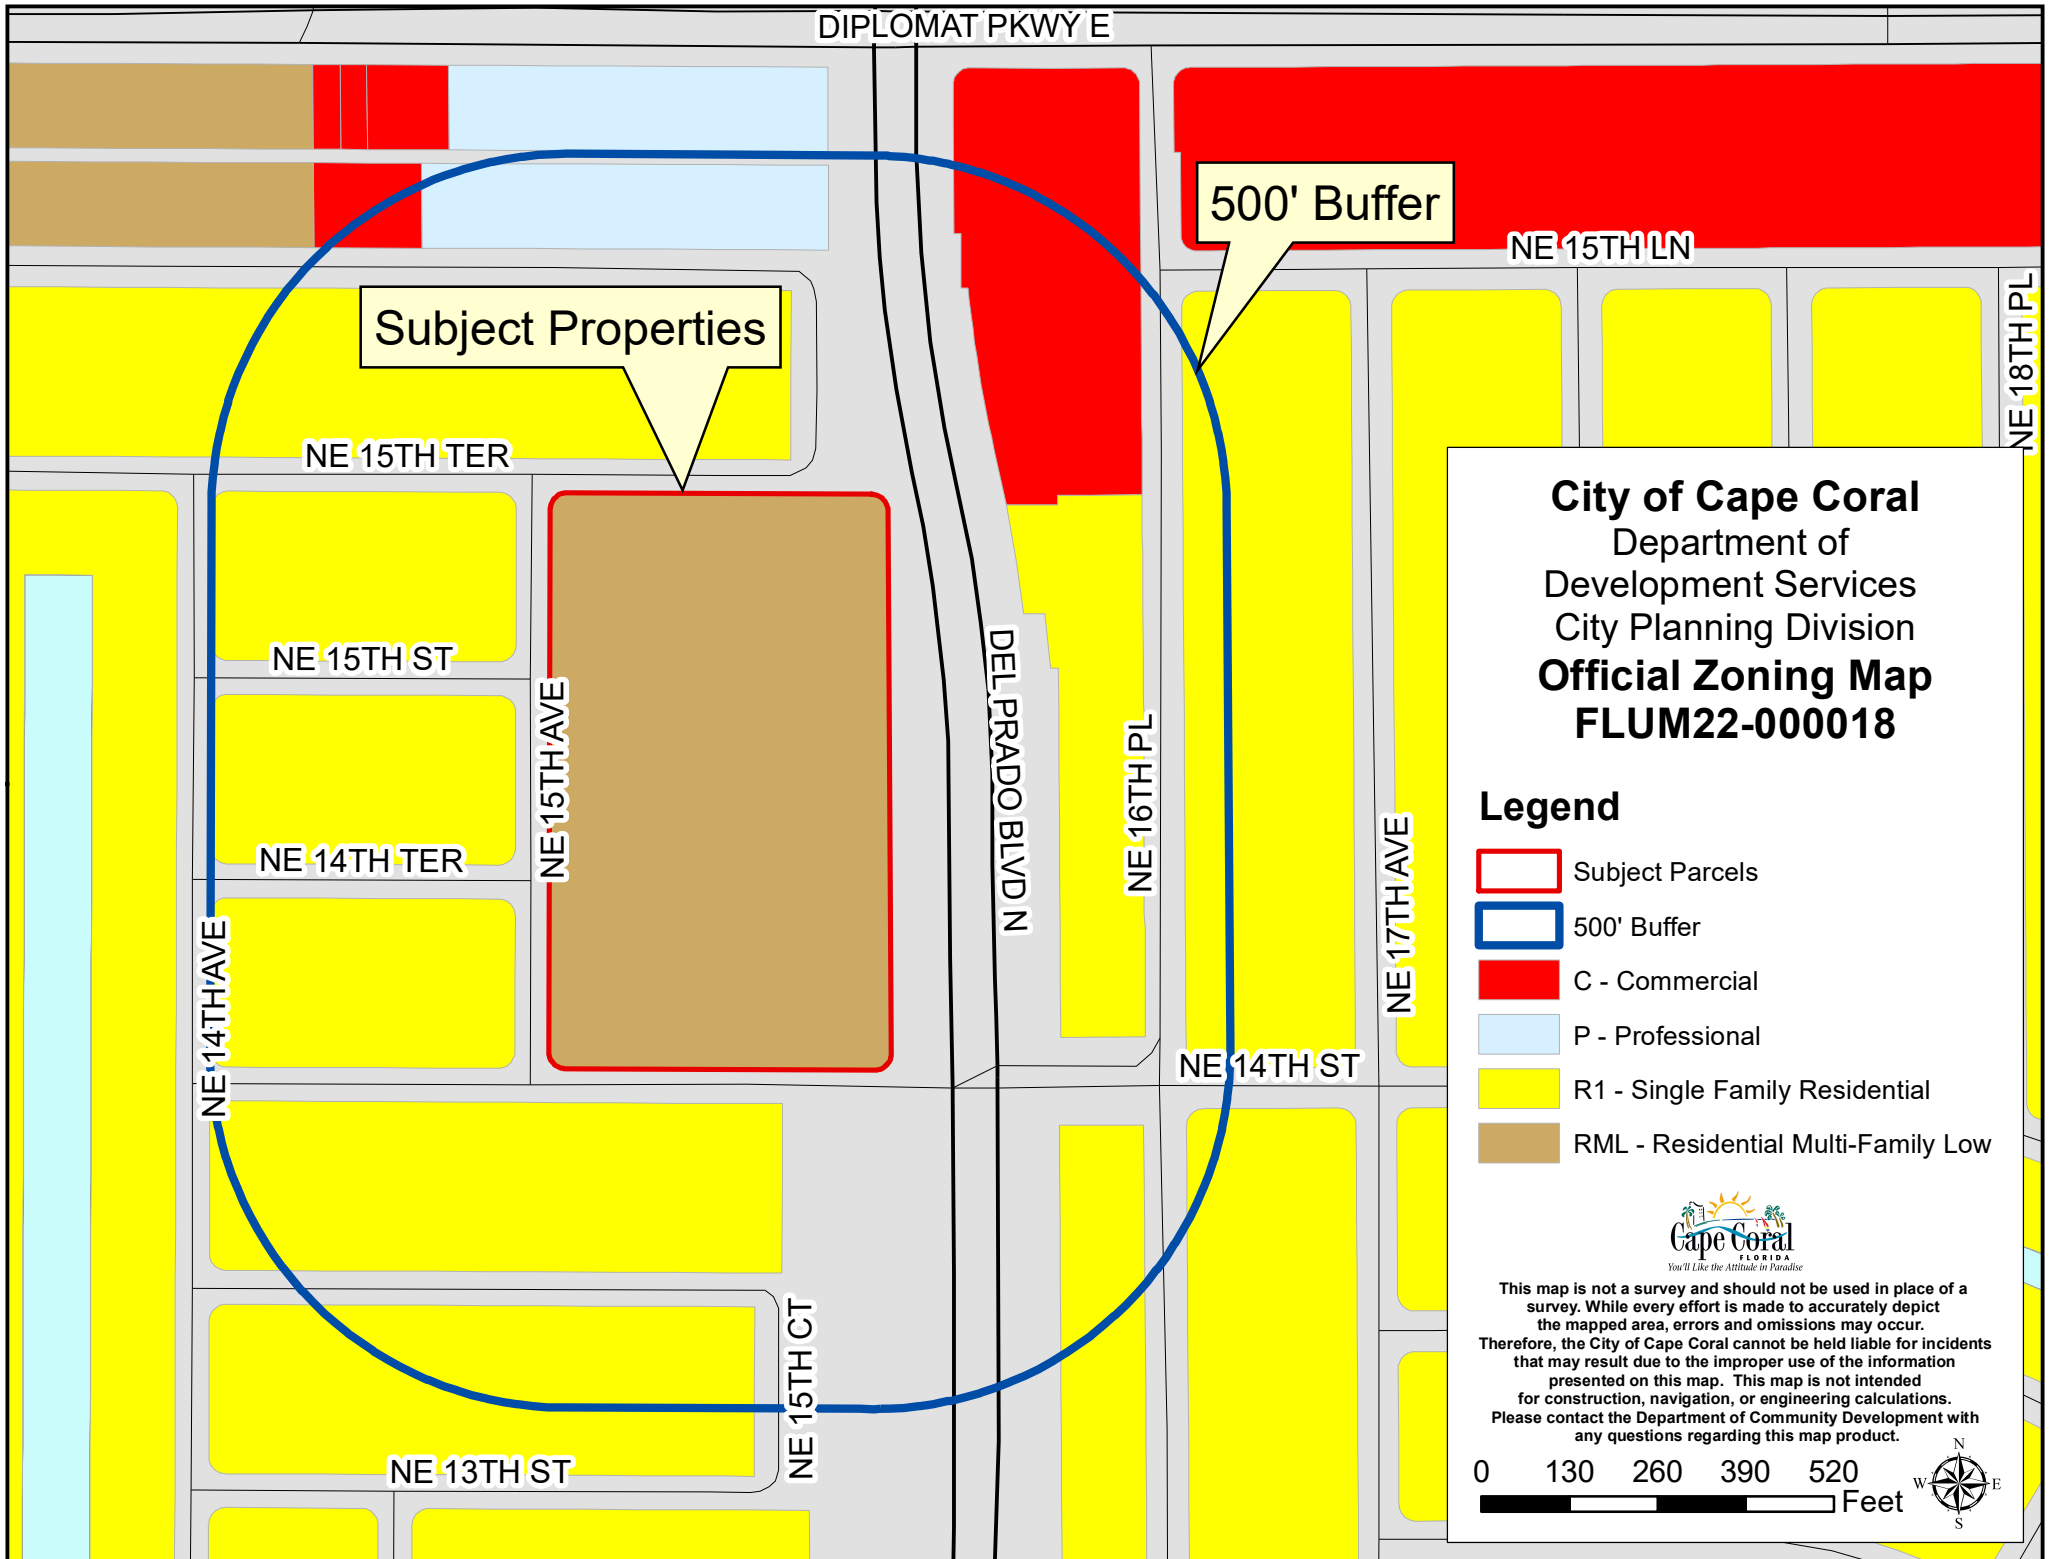 DIPLOMAT PKWY E
500' Buffer
NE 15TH LN
NE 18TH PL
Subject Properties
NE 15TH TER
NE 15TH ST
NE 15TH AVE
DEL PRADO BLVD N
NE 16TH PL
NE 14TH TER
NE 17TH AVE
NE 14TH AVE
NE 14TH ST
NE 15TH CT
NE 13TH ST
City of Cape Coral
Department of
Development Services
City Planning Division
Official Zoning Map
FLUM22-000018
Legend
Subject Parcels
500' Buffer
C - Commercial
P - Professional
R1 - Single Family Residential
RML - Residential Multi-Family Low
Cape Coral
FLORIDA
You'll Like the Attitude in Paradise
This map is not a survey and should not be used in place of a
survey. While every effort is made to accurately depict
the mapped area, errors and omissions may occur.
Therefore, the City of Cape Coral cannot be held liable for incidents
that may result due to the improper use of the information
presented on this map. This map is not intended
for construction, navigation, or engineering calculations.
Please contact the Department of Community Development with
any questions regarding this map product.
0 130 260 390 520
Feet
N
W E
S